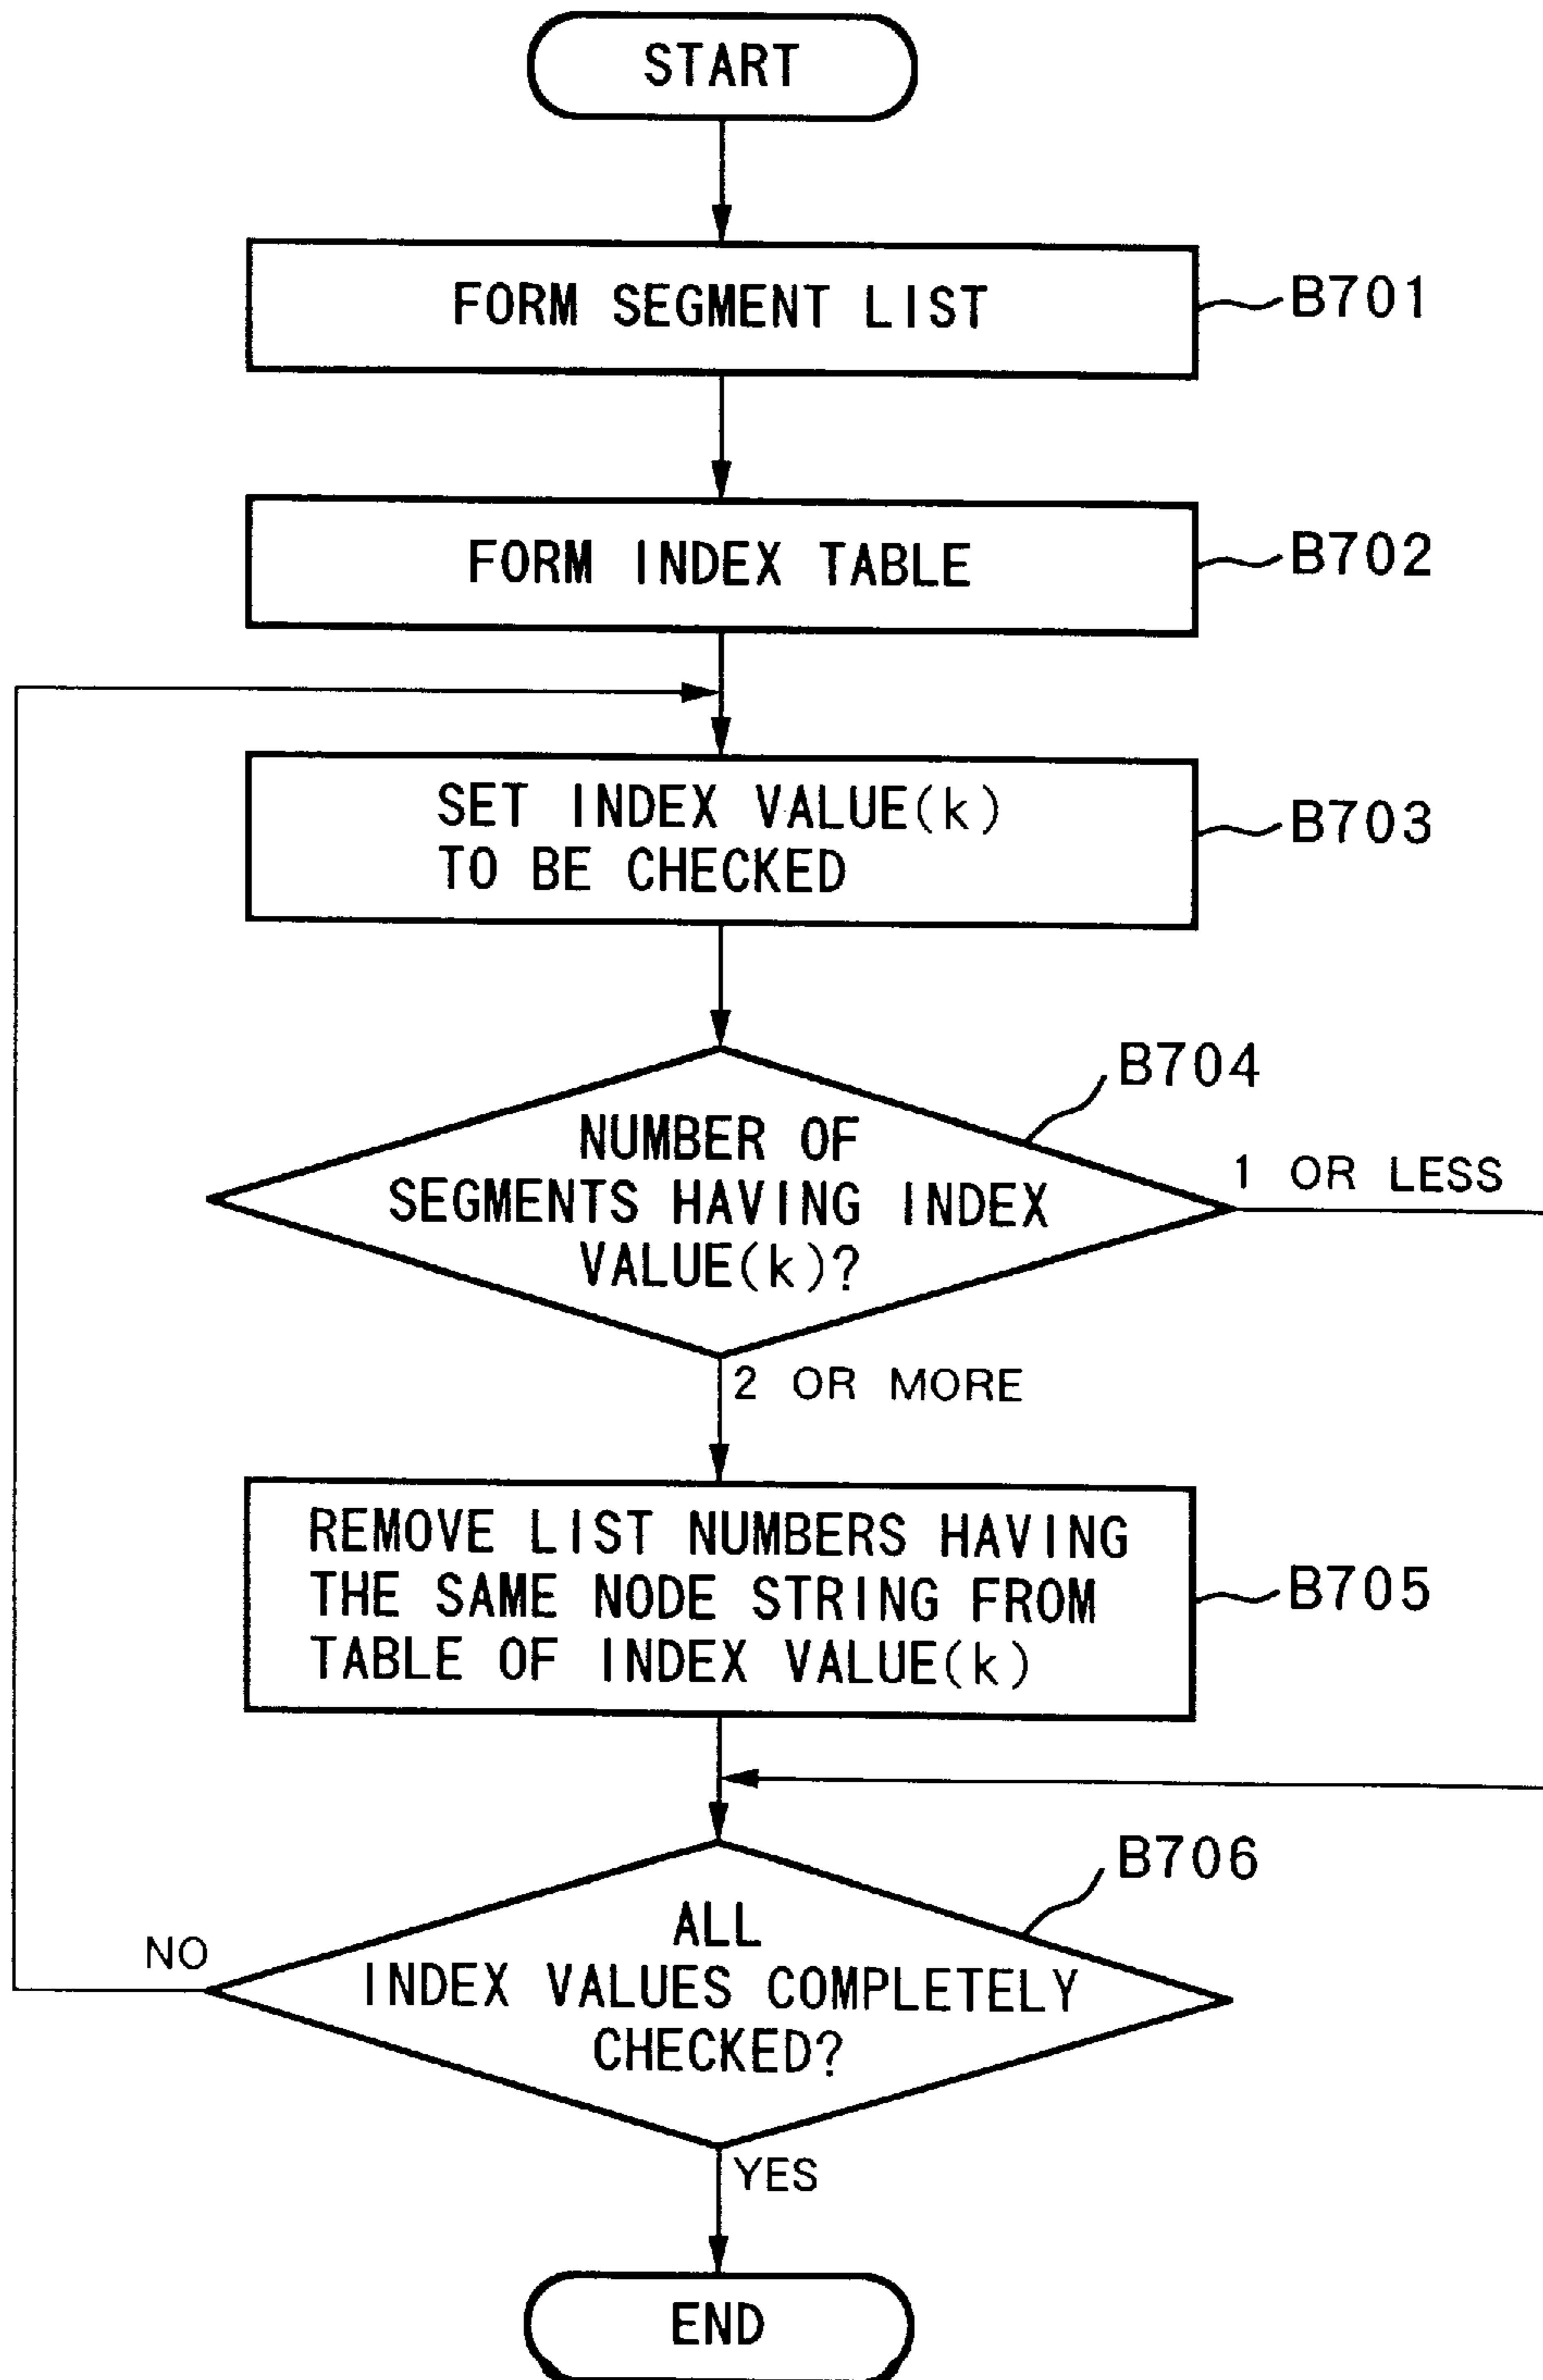 START
FORM SEGMENT LIST
B701
FORM INDEX TABLE
B702
SET INDEX VALUE(k)
TO BE CHECKED
B703
B704
NUMBER OF
SEGMENTS HAVING INDEX
VALUE(k)?
1 OR LESS
2 OR MORE
REMOVE LIST NUMBERS HAVING
THE SAME NODE STRING FROM
TABLE OF INDEX VALUE(k)
B705
B706
ALL
INDEX VALUES COMPLETELY
CHECKED?
NO
YES
END